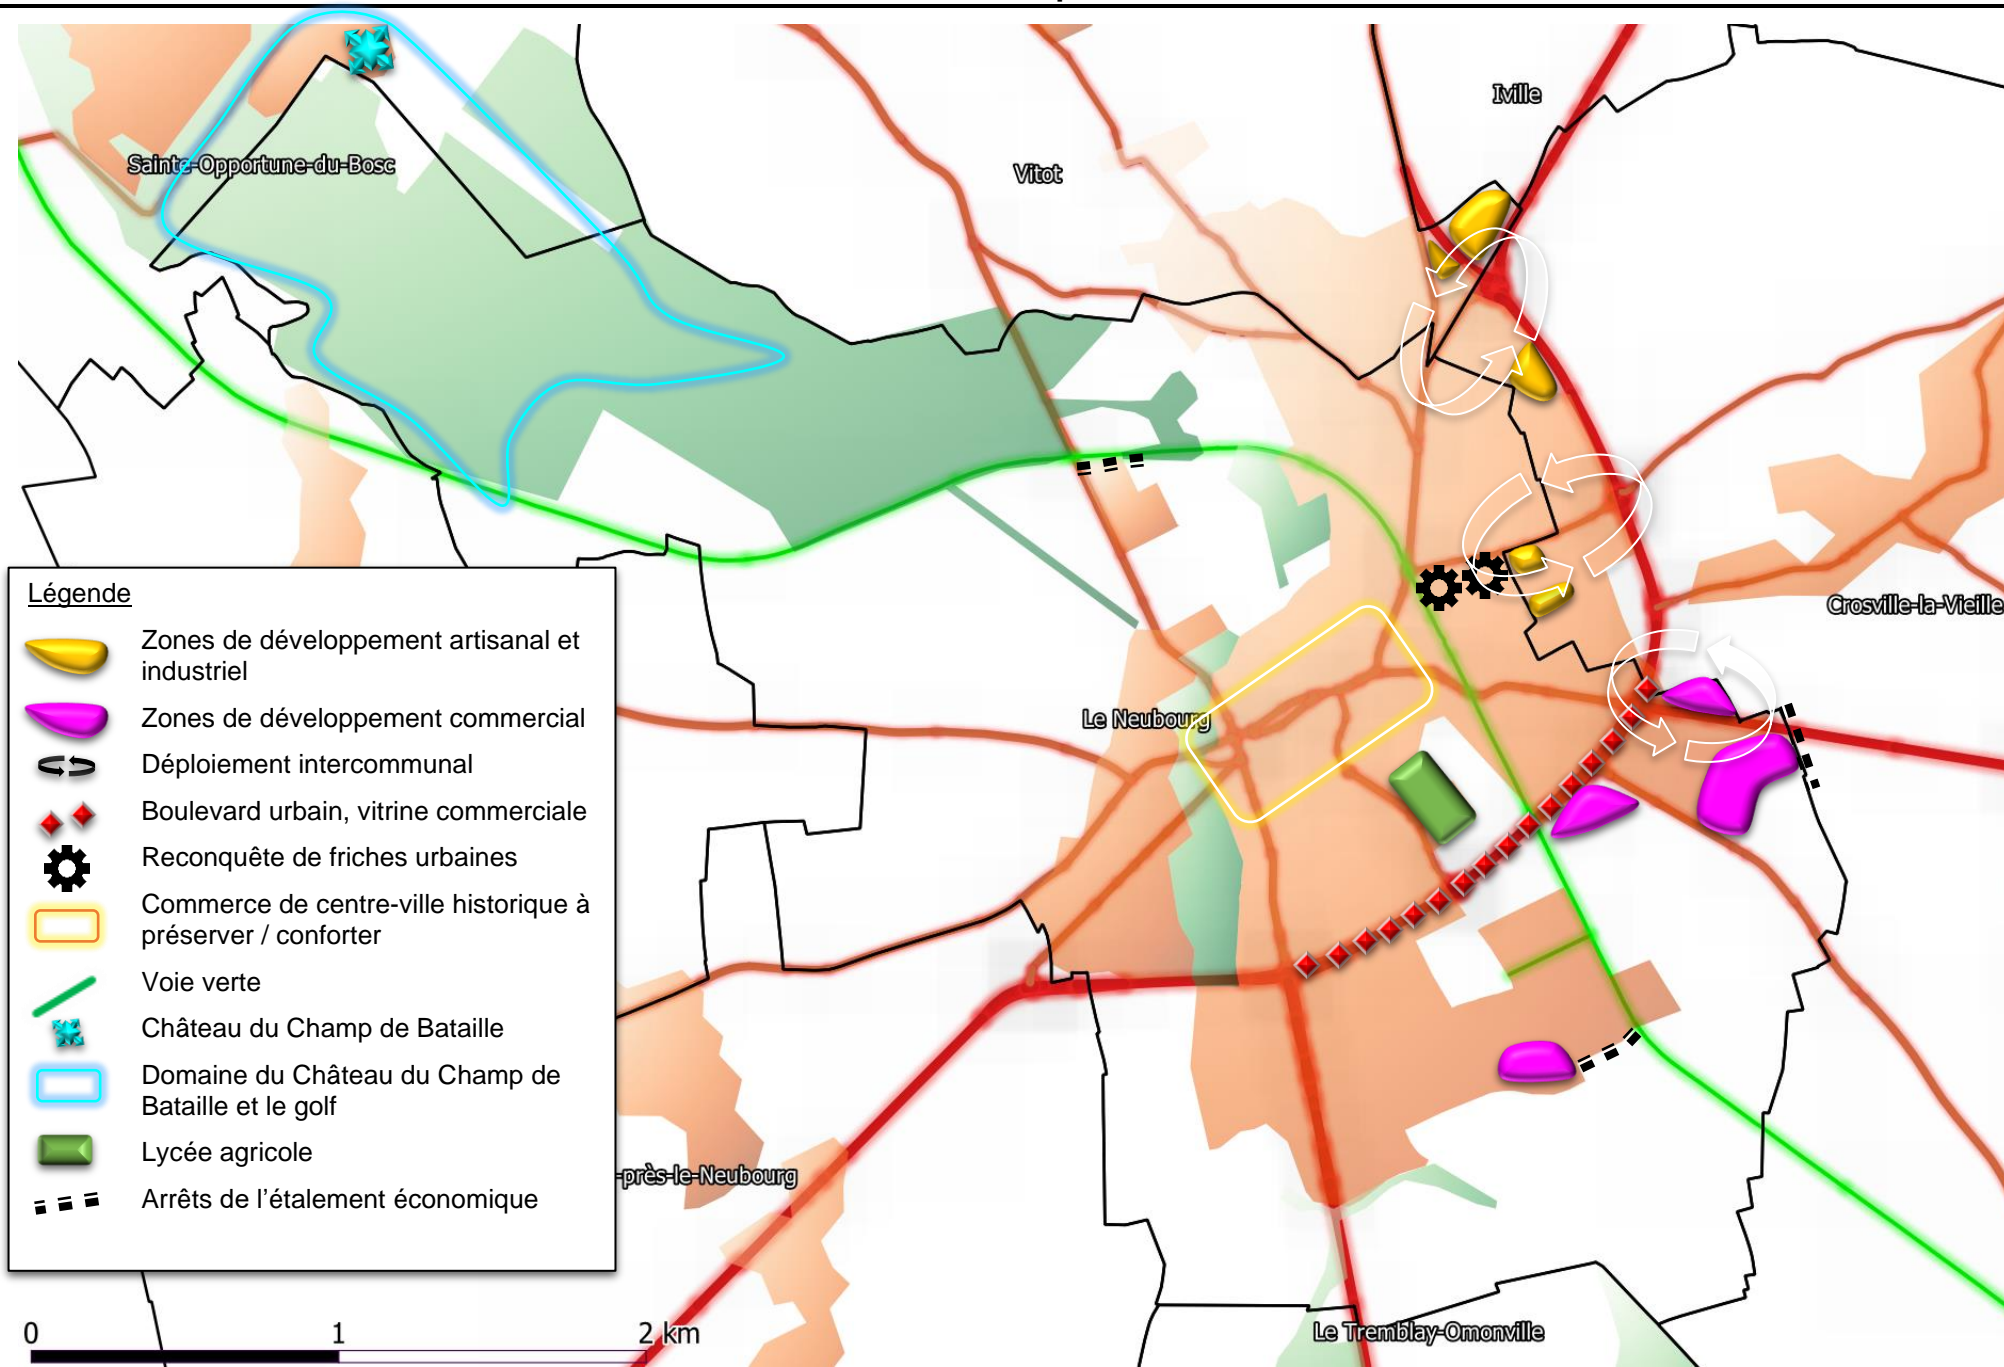 Iville
Sainte-Opportune-du-Bosc
Vitot
Crosville-la-Vieille
Le Neubourg
Légende
Zones de développement artisanal et
industriel
Zones de développement commercial
Déploiement intercommunal
Boulevard urbain, vitrine commerciale
Reconquête de friches urbaines
Commerce de centre-ville historique à
préserver / conforter
Voie verte
Château du Champ de Bataille
Domaine du Château du Champ de
Bataille et le golf
Lycée agricole
Arrêts de l’étalement économique
-près-le-Neubourg
0 1 2 km
Le Tremblay-Omonville